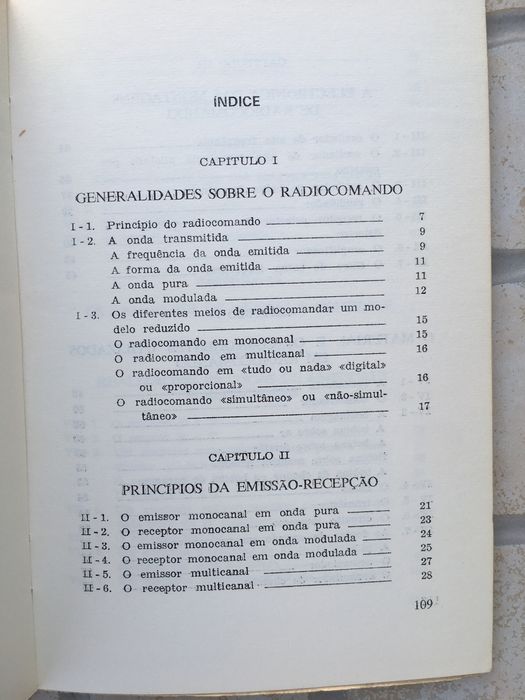 ÍNDICE
CAPITULO I
GENERALIDADES SOBRE O RADIOCOMANDO
I - 1. Princípio do radiocomando 7
I - 2. A onda transmitida 9
A frequência da onda emitida 9
A forma da onda emitida 11
A onda pura 11
A onda modulada 12
I - 3. Os diferentes meios de radiocomandar um mo-
delo reduzido 15
O radiocomando em monocanal 15
O radiocomando em multicanal 16
O radiocomando em «tudo ou nada» «digital»
ou «proporcional» 16
O radiocomando «simultâneo» ou «não-simul-
tâneo» 17
CAPITULO II
PRINCÍPIOS DA EMISSÃO-RECEPÇÃO
II - 1. O emissor monocanal em onda pura 21
II - 2. O receptor monocanal em onda pura 23
II - 3. O emissor monocanal em onda modulada 24
II - 4. O receptor monocanal em onda modulada 25
II - 5. O emissor multicanal 27
II - 6. O receptor multicanal 28
109